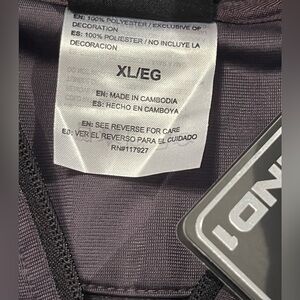 EN: 100% POLYESTER / EXCLUSIVE OF
DECORATION
ES: 100% POLIESTER / NO INCLUYE LA
DECORACION
XL/EG
EN: MADE IN CAMBODIA
ES: HECHO EN CAMBOYA
EN: SEE REVERSE FOR CARE
ES: VER EL REVERSO PARA EL CUIDADO
RN#117927
ND1